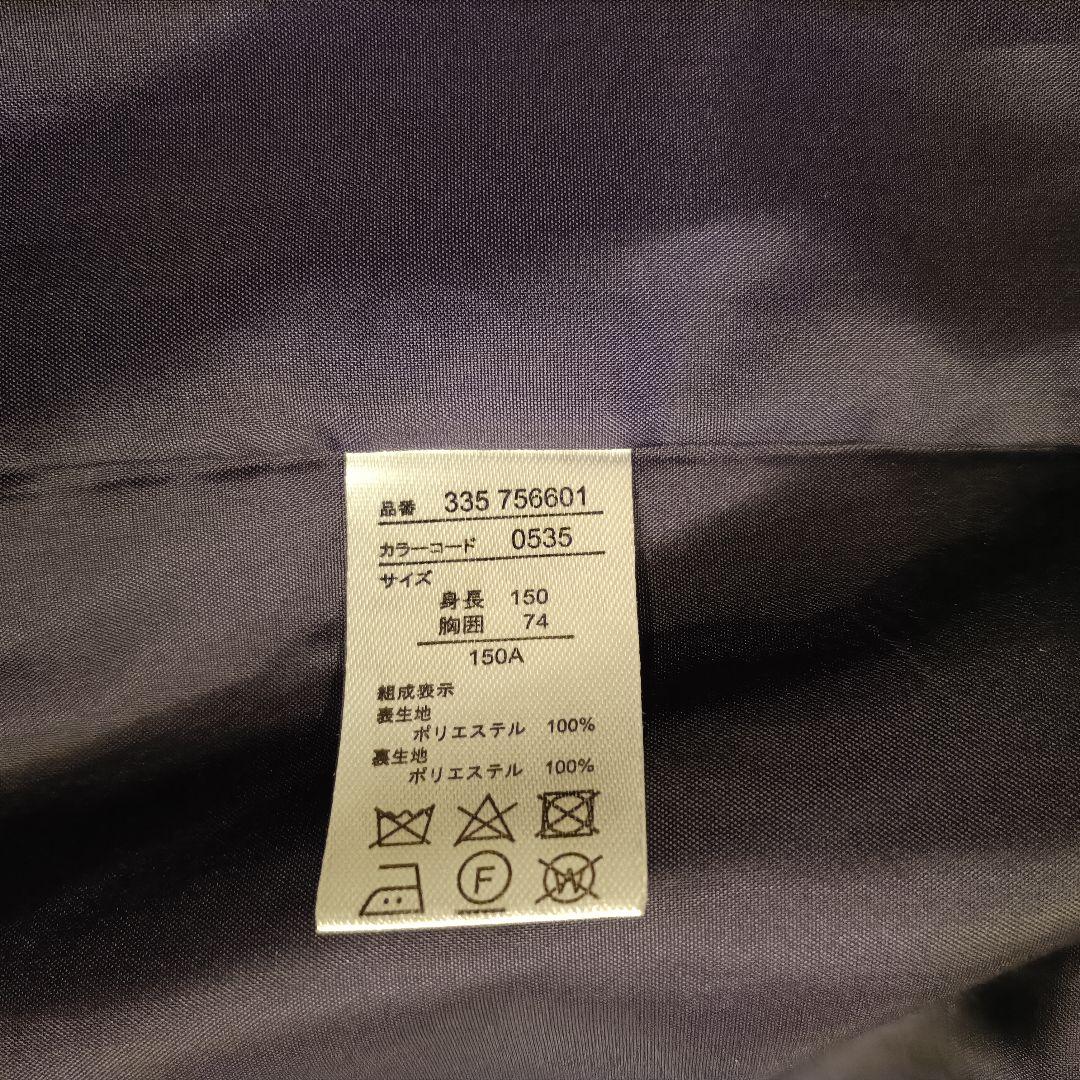 品番 335 756601
カラーコード 0535
サイズ
身長 150
胸囲 74
150A
組成表示
表生地
ポリエステル 100%
裏生地
ポリエステル 100%
F W